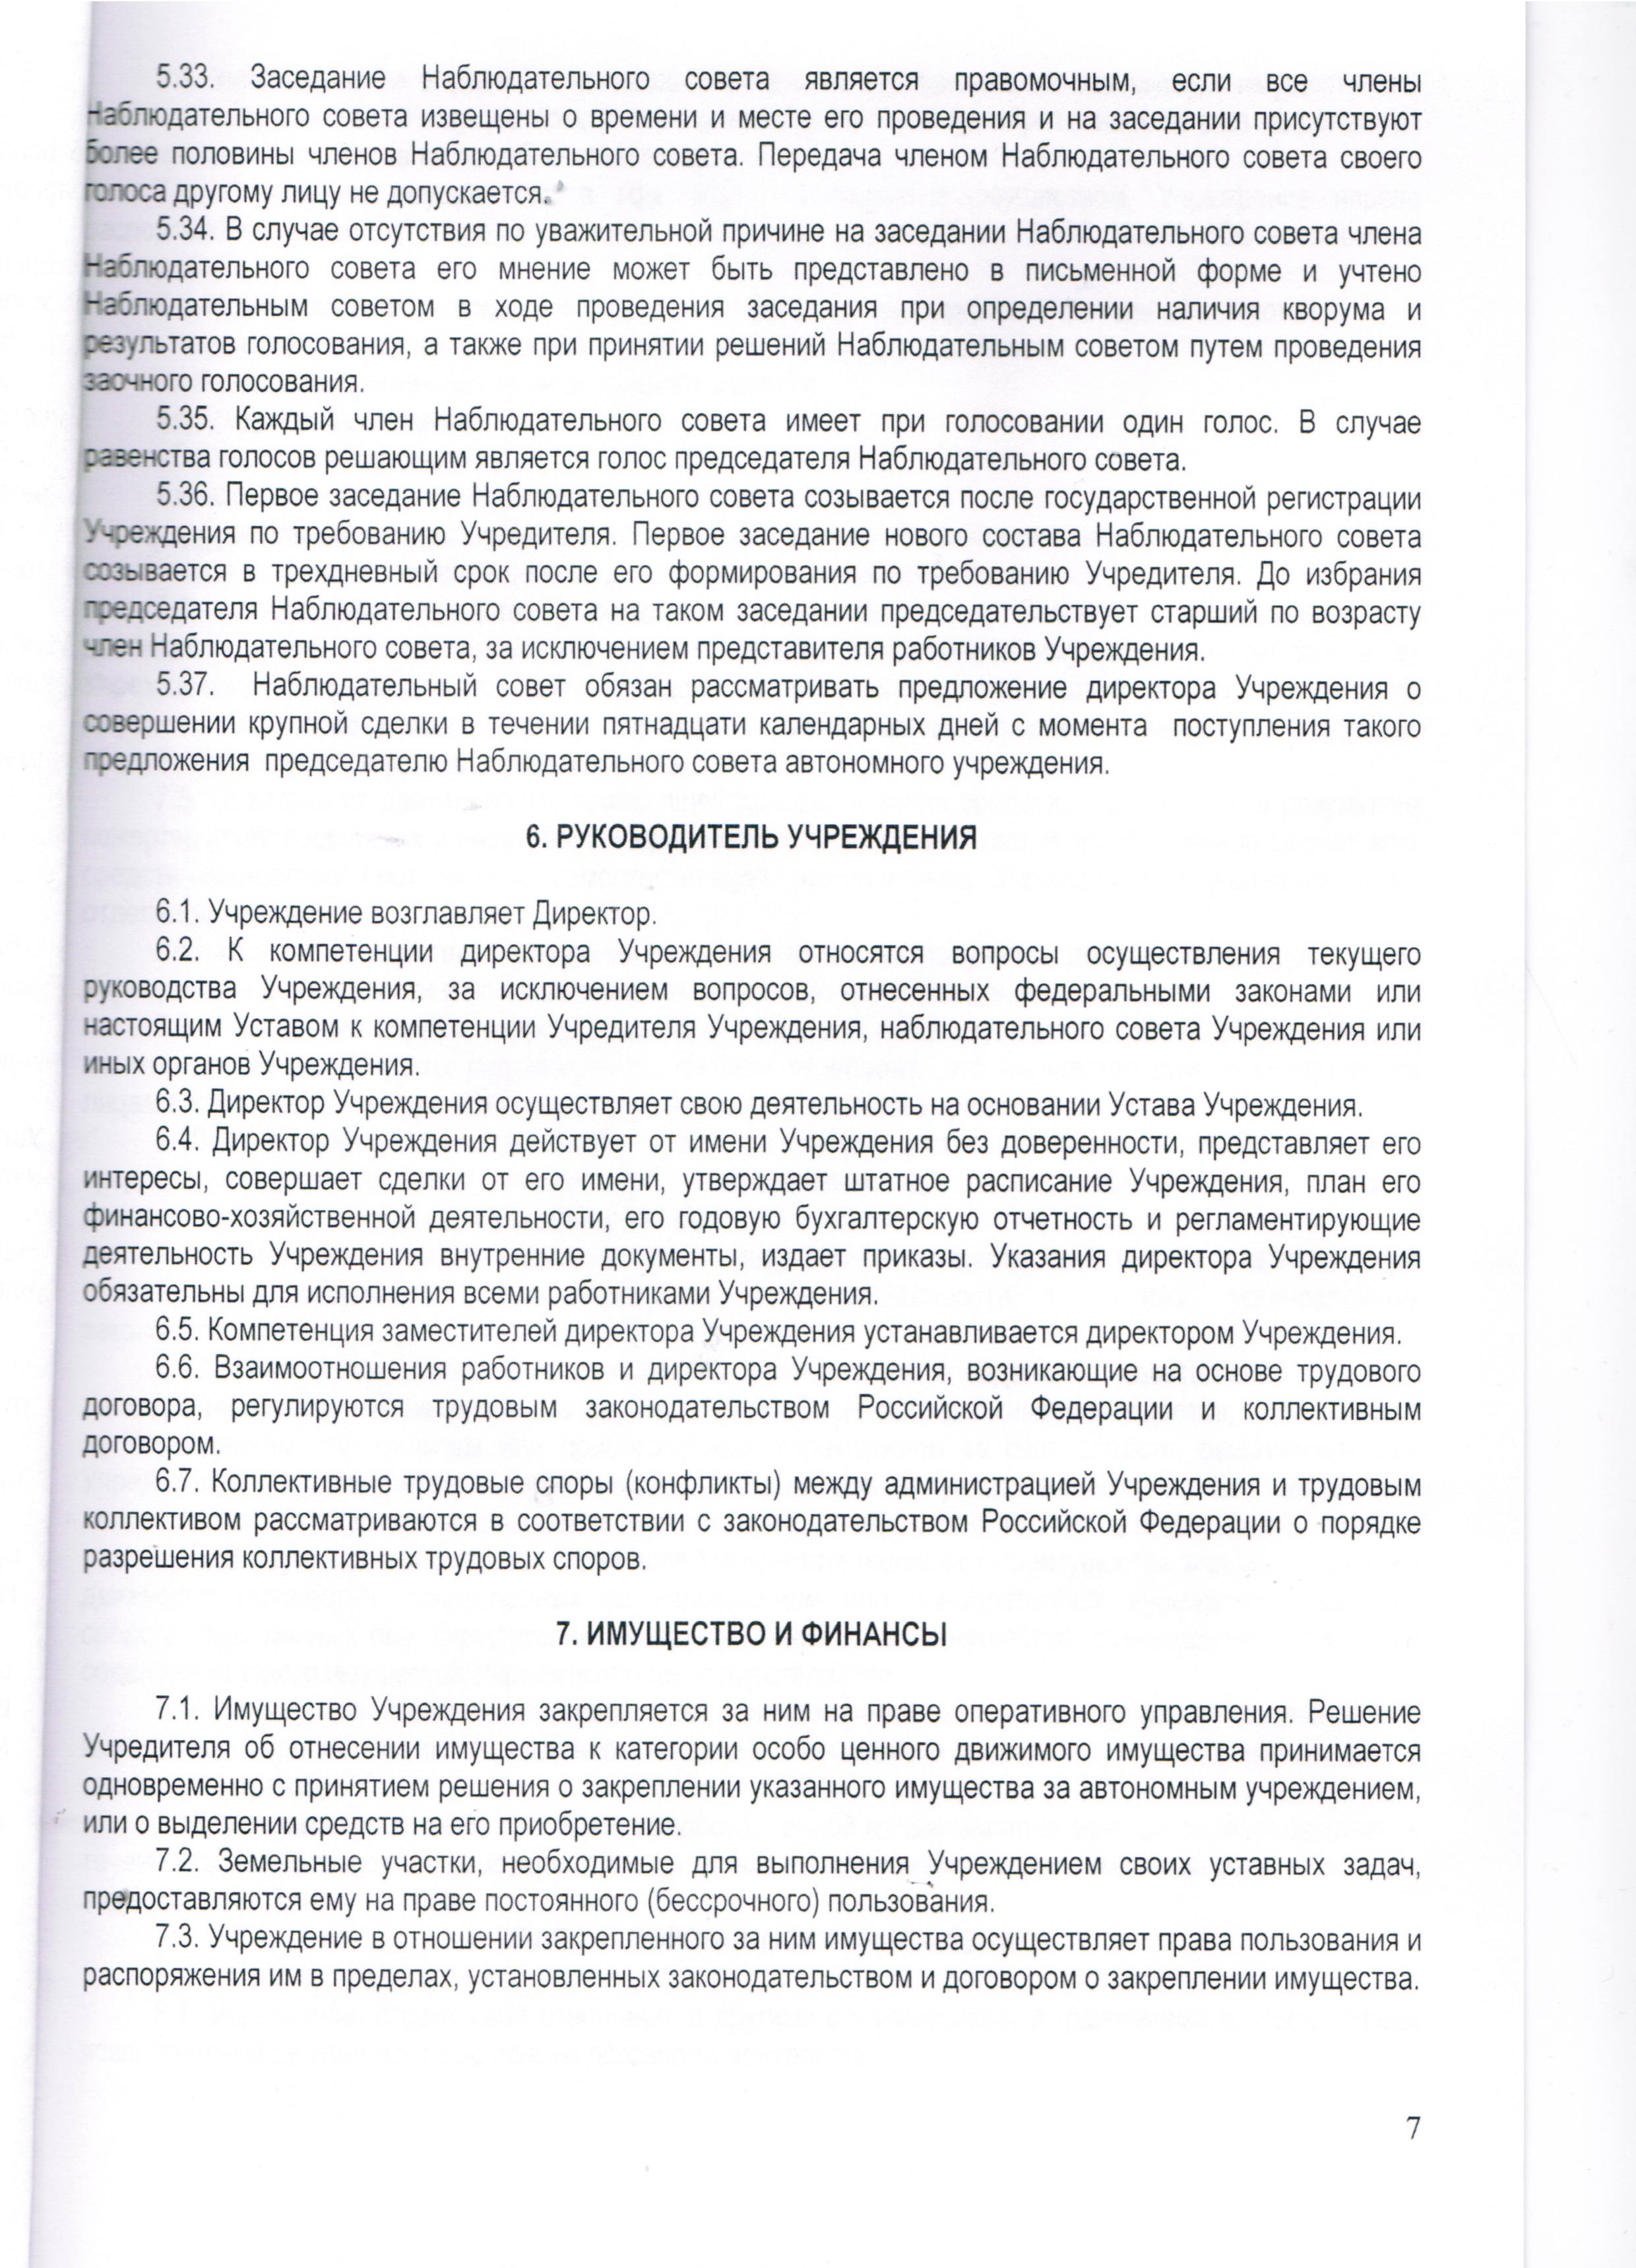 5.33. Заседание Наблюдательного совета является правомочным, если все члены
Наблюдательного совета извещены о времени и месте его проведения и на заседании присутствуют
более половины членов Наблюдательного совета. Передача членом Наблюдательного совета своего
голоса другому лицу не допускается.
5.34. В случае отсутствия по уважительной причине на заседании Наблюдательного совета члена
Наблюдательного совета его мнение может быть представлено в письменной форме и учтено
Наблюдательным советом в ходе проведения заседания при определении наличия кворума и
результатов голосования, а также при принятии решений Наблюдательным советом путем проведения
заочного голосования.
5.35. Каждый член Наблюдательного совета имеет при голосовании один голос. В случае
равенства голосов решающим является голос председателя Наблюдательного совета.
5.36. Первое заседание Наблюдательного совета созывается после государственной регистрации
Учреждения по требованию Учредителя. Первое заседание нового состава Наблюдательного совета
созывается в трехдневный срок после его формирования по требованию Учредителя. До избрания
председателя Наблюдательного совета на таком заседании председательствует старший по возрасту
член Наблюдательного совета, за исключением представителя работников Учреждения.
5.37. Наблюдательный совет обязан рассматривать предложение директора Учреждения о
совершении крупной сделки в течении пятнадцати календарных дней с момента поступления такого
предложения председателю Наблюдательного совета автономного учреждения.
6. РУКОВОДИТЕЛЬ УЧРЕЖДЕНИЯ
6.1. Учреждение возглавляет Директор.
6.2. К компетенции директора Учреждения относятся вопросы осуществления текущего
руководства Учреждения, за исключением вопросов, отнесенных федеральными законами или
настоящим Уставом к компетенции Учредителя Учреждения, наблюдательного совета Учреждения или
иных органов Учреждения.
6.3. Директор Учреждения осуществляет свою деятельность на основании Устава Учреждения.
6.4. Директор Учреждения действует от имени Учреждения без доверенности, представляет его
интересы, совершает сделки от его имени, утверждает штатное расписание Учреждения, план его
финансово-хозяйственной деятельности, его годовую бухгалтерскую отчетность и регламентирующие
деятельность Учреждения внутренние документы, издает приказы. Указания директора Учреждения
обязательны для исполнения всеми работниками Учреждения.
6.5. Компетенция заместителей директора Учреждения устанавливается директором Учреждения.
6.6. Взаимоотношения работников и директора Учреждения, возникающие на основе трудового
договора, регулируются трудовым законодательством Российской Федерации и коллективным
договором.
6.7. Коллективные трудовые споры (конфликты) между администрацией Учреждения и трудовым
коллективом рассматриваются в соответствии с законодательством Российской Федерации о порядке
разрешения коллективных трудовых споров.
7. ИМУЩЕСТВО И ФИНАНСЫ
7.1. Имущество Учреждения закрепляется за ним на праве оперативного управления. Решение
Учредителя об отнесении имущества к категории особо ценного движимого имущества принимается
одновременно с принятием решения о закреплении указанного имущества за автономным учреждением,
или о выделении средств на его приобретение.
7.2. Земельные участки, необходимые для выполнения Учреждением своих уставных задач,
предоставляются ему на праве постоянного (бессрочного) пользования.
7.3. Учреждение в отношении закрепленного за ним имущества осуществляет права пользования и
распоряжения им в пределах, установленных законодательством и договором о закреплении имущества.
7